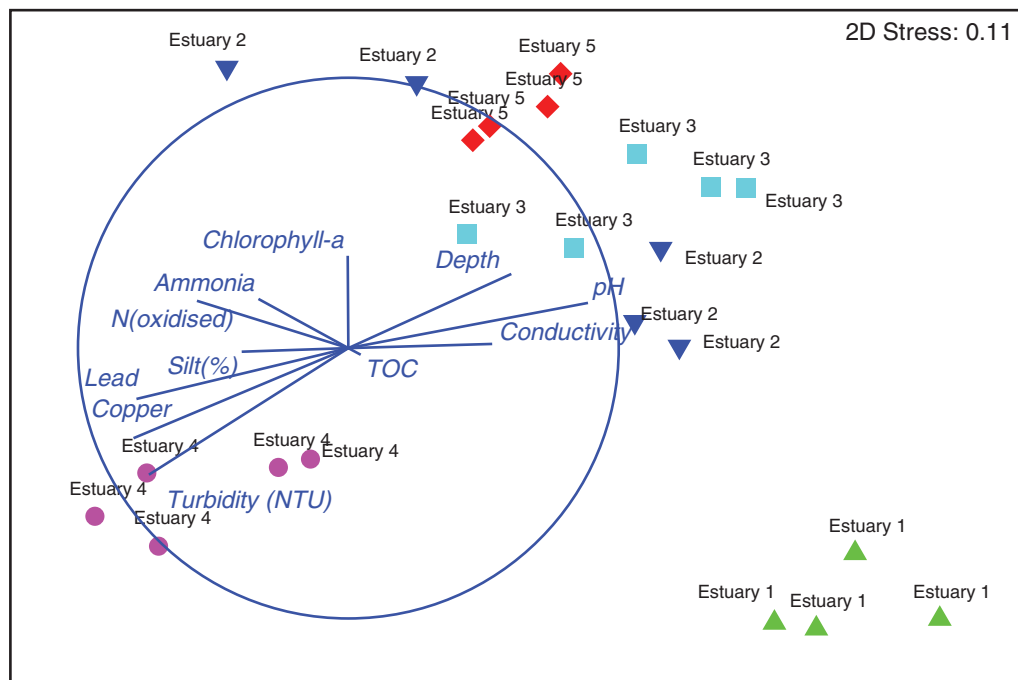 2D Stress: 0.11
Estuary 2
Estuary 2
Estuary 5
Estuary 5
Estuary 5
Estuary 5
Estuary 3
Estuary 3
Estuary 3
Estuary 3
Estuary 3
Chlorophyll-a
Depth
Estuary 2
Ammonia
pH
N(oxidised)
Estuary 2
Conductivity
Estuary 2
Silt(%)
TOC
Lead
Copper
Estuary 4
Estuary 4
Estuary 4
Estuary 4
Turbidity (NTU)
Estuary 4
Estuary 1
Estuary 1
Estuary 1
Estuary 1